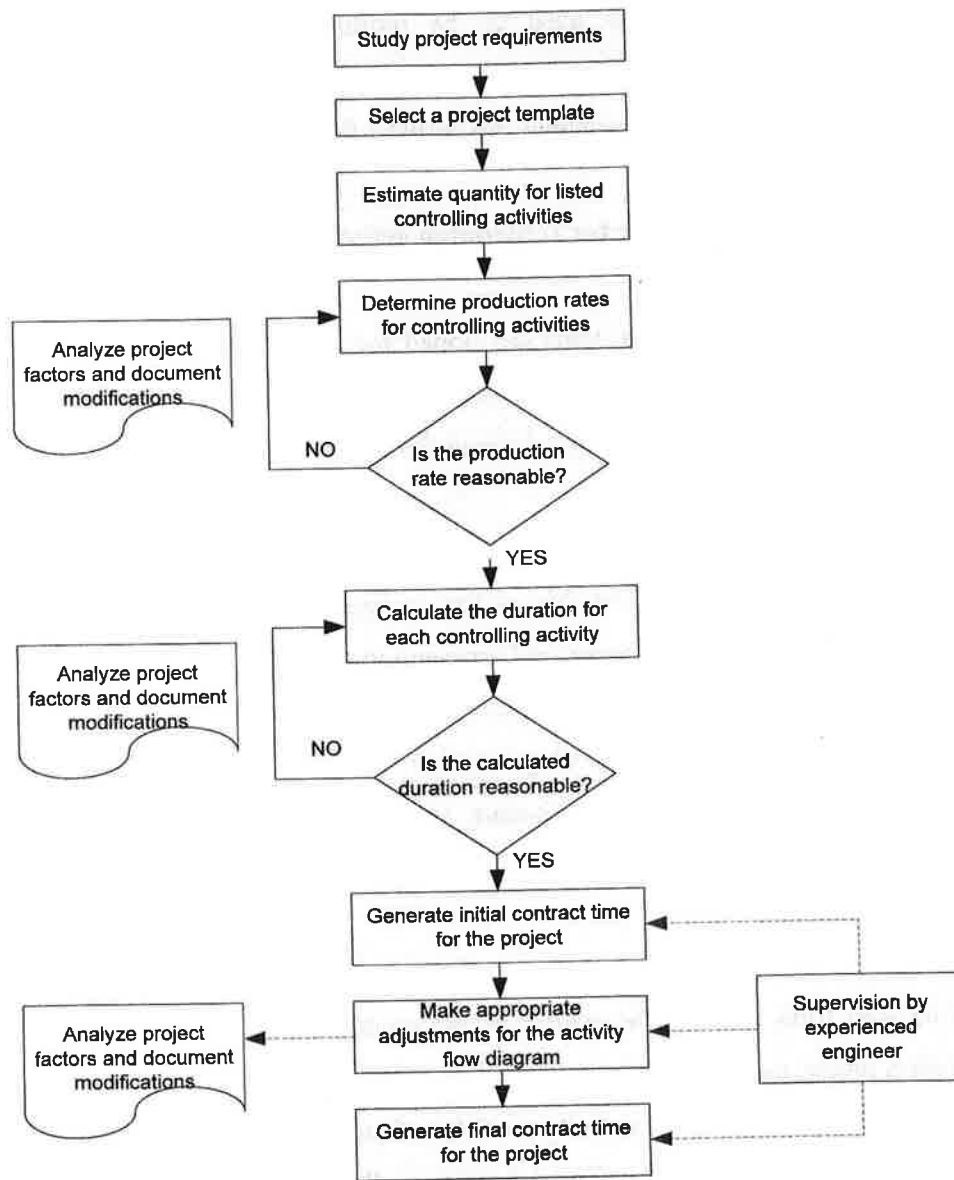 Study project requirements
Select a project template
Estimate quantity for listed
controlling activities
Determine production rates
for controlling activities
Analyze project
factors and document
modifications
NO
Is the production
rate reasonable?
YES
Calculate the duration for
each controlling activity
Analyze project
factors and document
modifications
NO
Is the calculated
duration reasonable?
YES
Generate initial contract time
for the project
Make appropriate
adjustments for the activity
flow diagram
Analyze project
factors and document
modifications
Supervision by
experienced
engineer
Generate final contract time
for the project